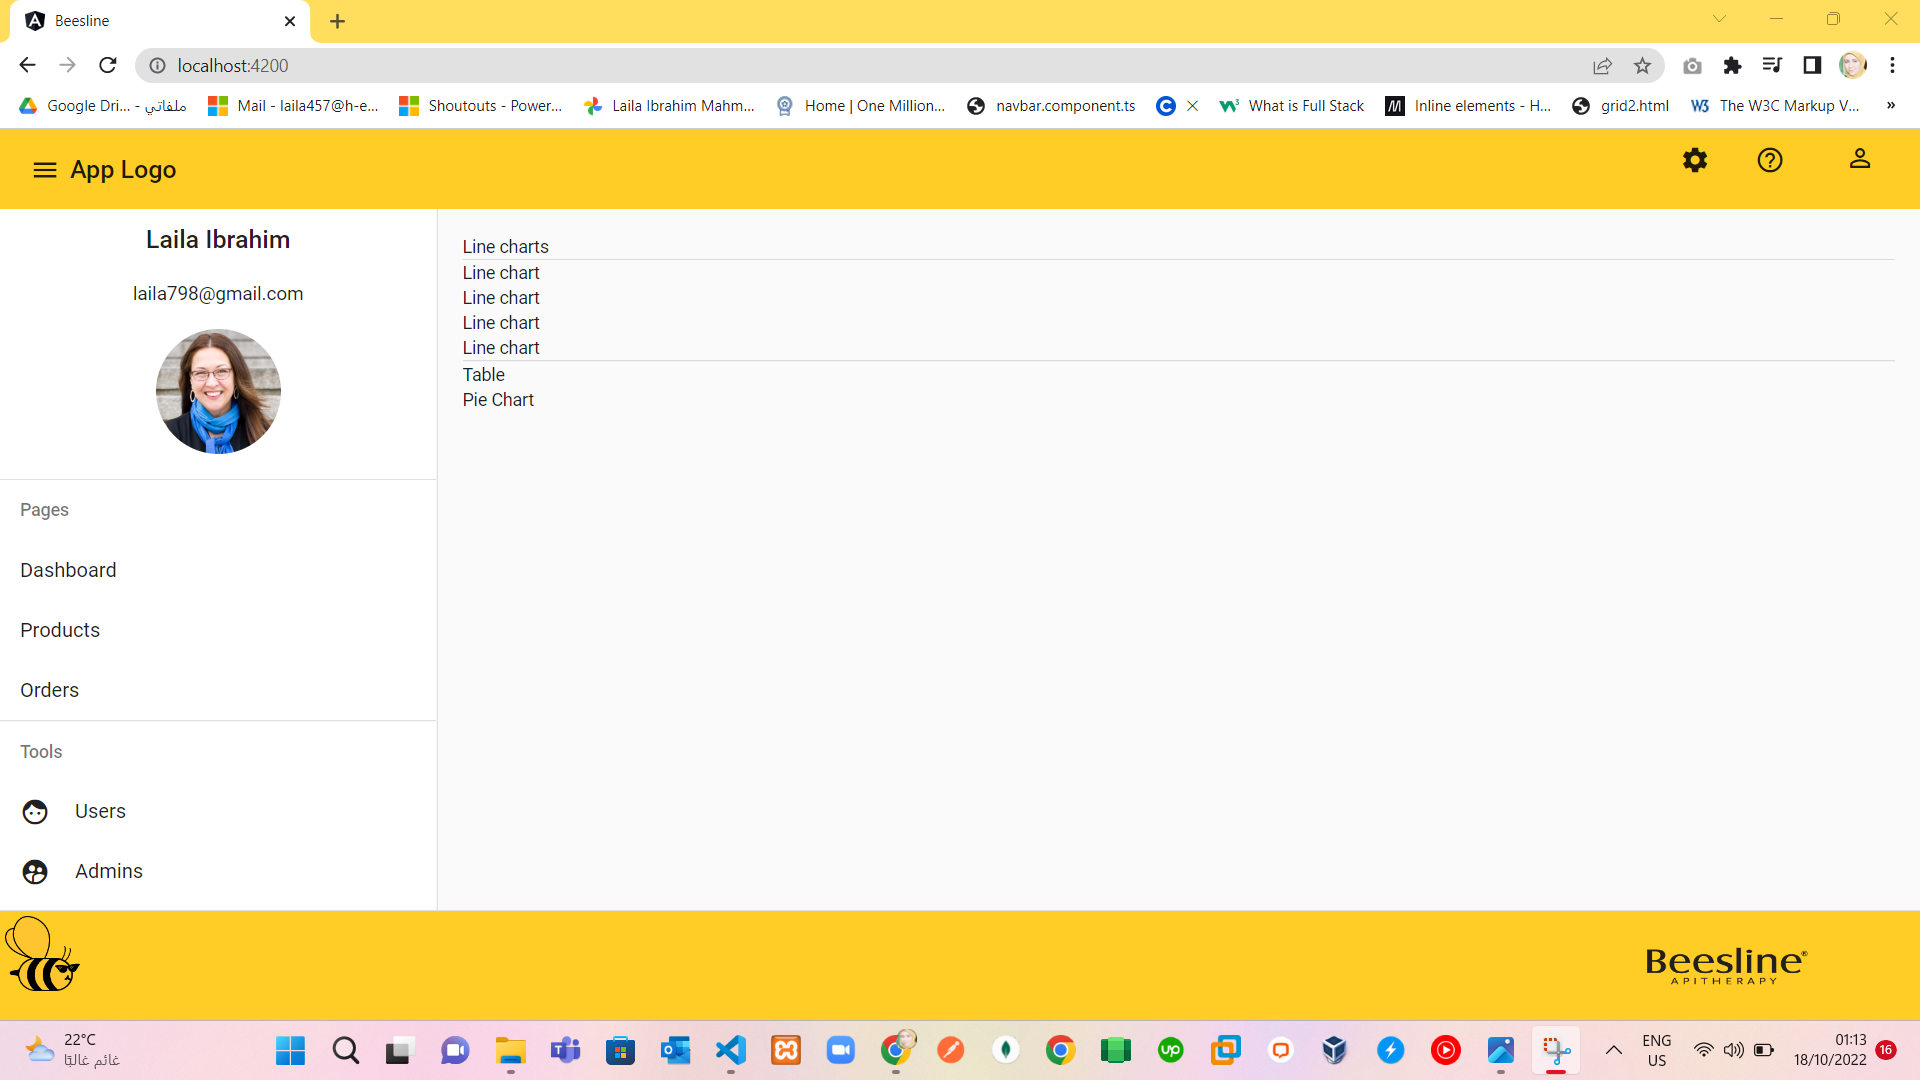 Beesline
localhost:4200
Google Dri... - ملفاتي
Mail - laila457@h-e...
Shoutouts - Power...
Laila Ibrahim Mahm...
Home | One Million...
navbar.component.ts
What is Full Stack
Inline elements - H...
grid2.html
The W3C Markup V...
»
App Logo
Laila Ibrahim
laila798@gmail.com
Pages
Dashboard
Products
Orders
Tools
Users
Admins
Line charts
Line chart
Line chart
Line chart
Line chart
Table
Pie Chart
Beesline®
APITHERAPY
22°C
غائم غالبًا
ENG
US
01:13
18/10/2022
16